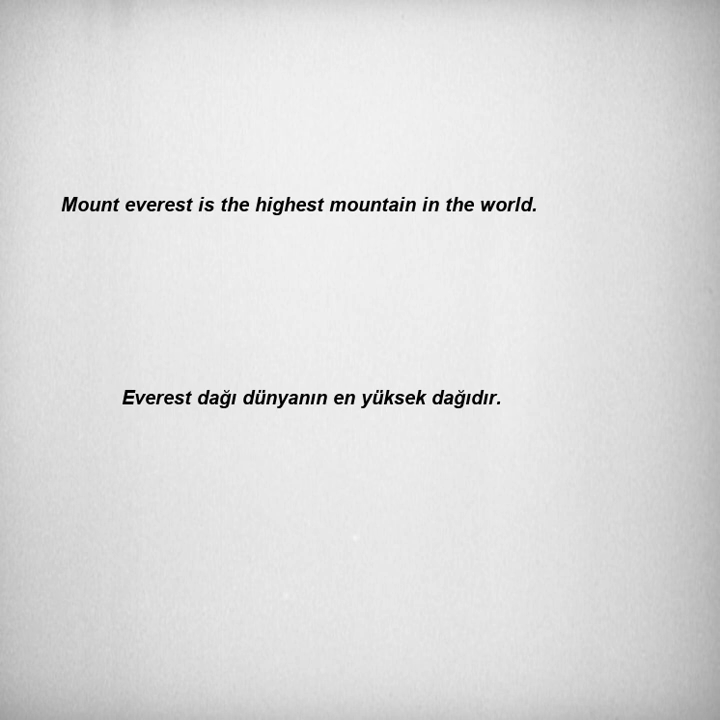 Mount everest is the highest mountain in the world.
Everest dağı dünyanın en yüksek dağıdır.